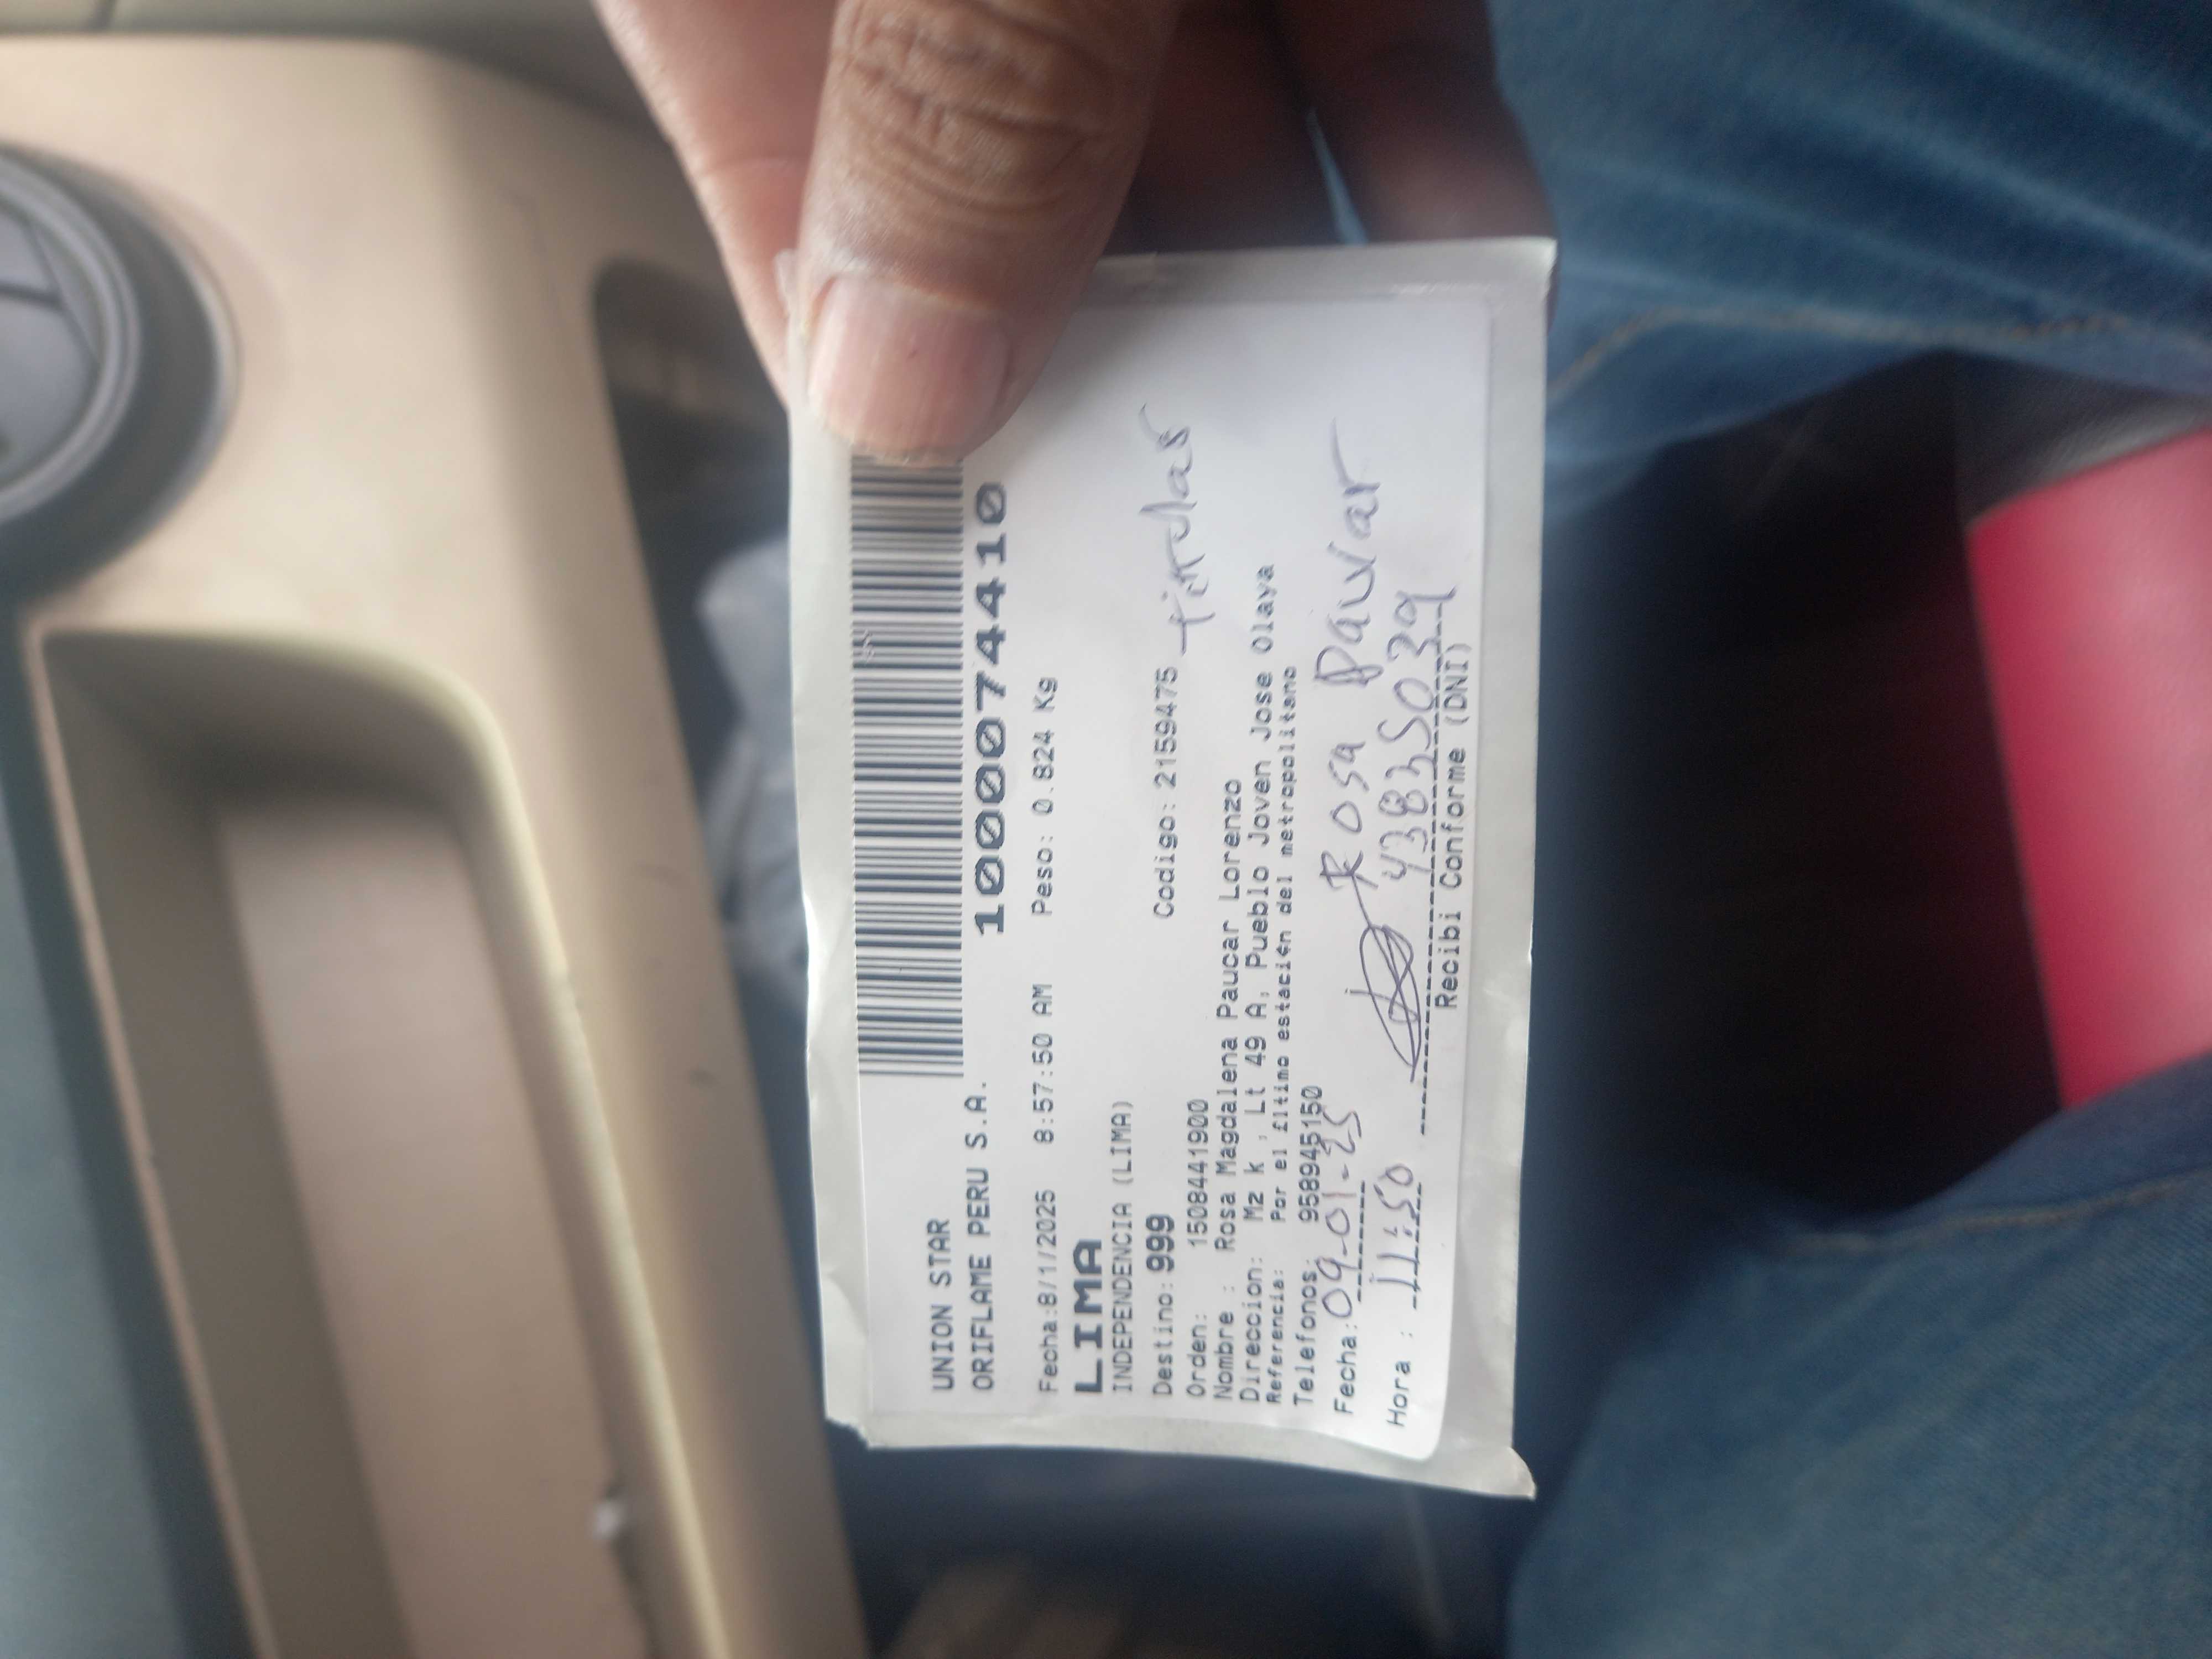 UNION STAR
ORIFLAME PERU S.A.
10000744410
Fecha:8/1/2025 8:57:50 AM Peso: 0.824 Kg
LIMA
INDEPENDENCIA (LIMA)
Destino: 999 Codigo: 2159475 titular
Orden: 1508441900
Nombre : Rosa Magdalena Paucar Lorenzo
Direccion: Mz k , Lt 49 A, Pueblo Joven Jose Olaya
Referencia: Por el £ltimo estaci¢n del metropolitano
Telefonos: 958945150
Fecha: 09-01-25 Rosa Paucar
Hora : 11:50 43835039
Recibi Conforme (DNI)